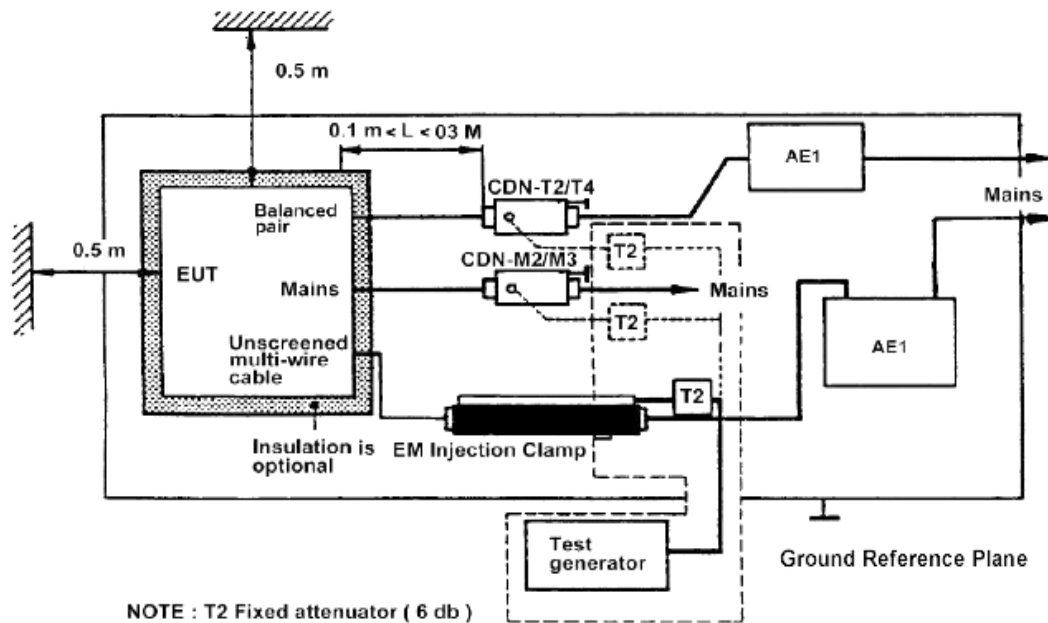 0.5 m
0.1 m < L < 03 M
AE1
CDN-T2/T4
Mains
Balanced
pair
T2
0.5 m
CDN-M2/M3
EUT
Mains
Mains
T2
AE1
Unscreened
multi-wire
cable
T2
Insulation is
optional
EM Injection Clamp
Test
generator
Ground Reference Plane
NOTE : T2 Fixed attenuator ( 6 db )